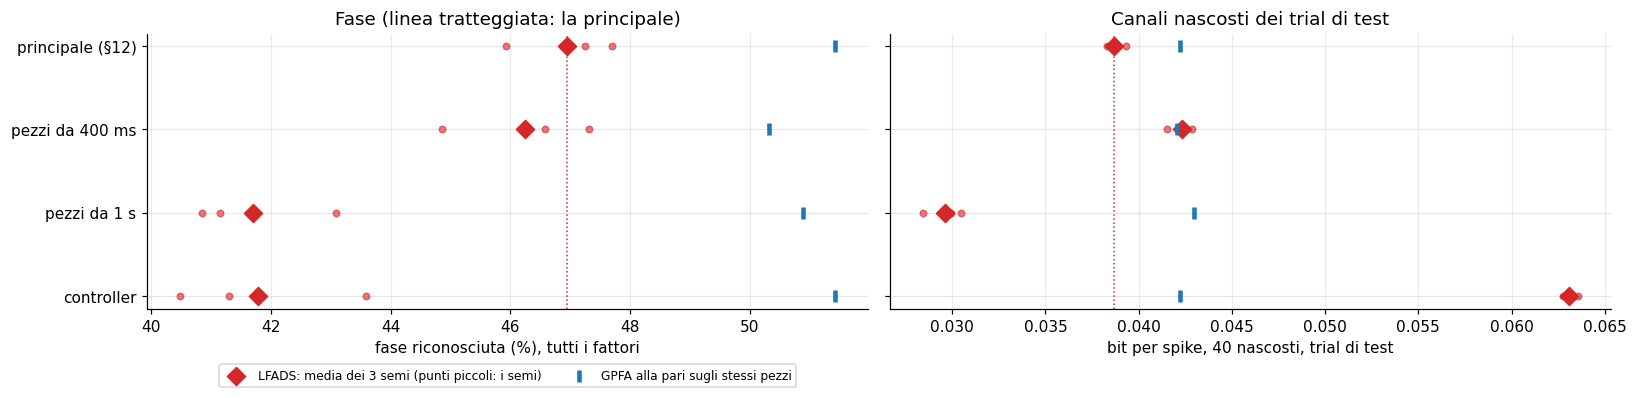 Fase (linea tratteggiata: la principale)
Canali nascosti dei trial di test
principale (§12)
pezzi da 400 ms
pezzi da 1 s
controller
40 42 44 46 48 50
0.030 0.035 0.040 0.045 0.050 0.055 0.060 0.065
fase riconosciuta (%), tutti i fattori
bit per spike, 40 nascosti, trial di test
LFADS: media dei 3 semi (punti piccoli: i semi)
GPFA alla pari sugli stessi pezzi